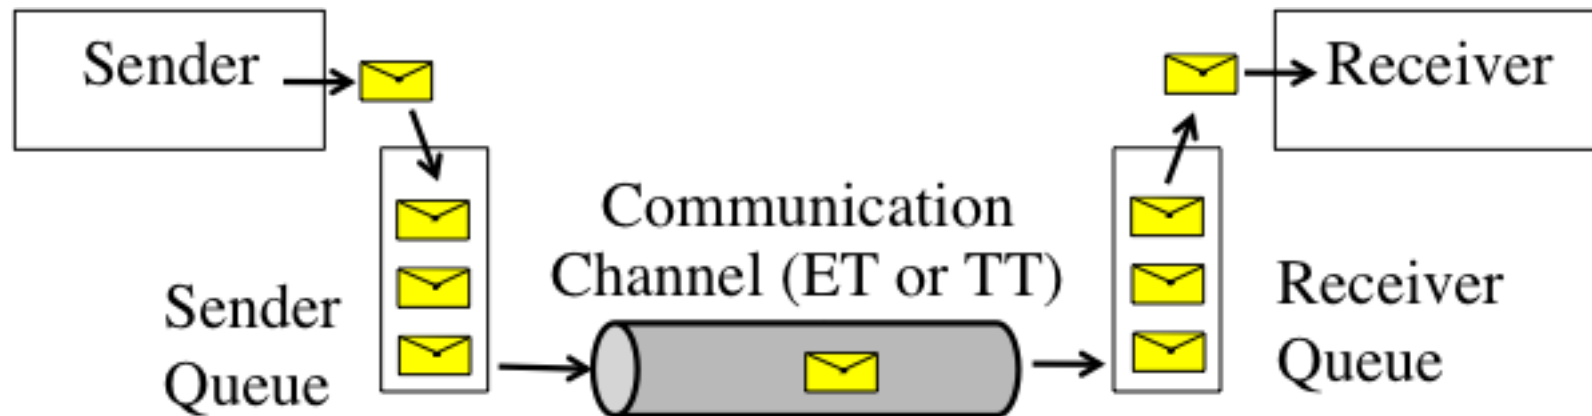 Sender
Receiver
Communication
Channel (ET or TT)
Sender
Queue
Receiver
Queue